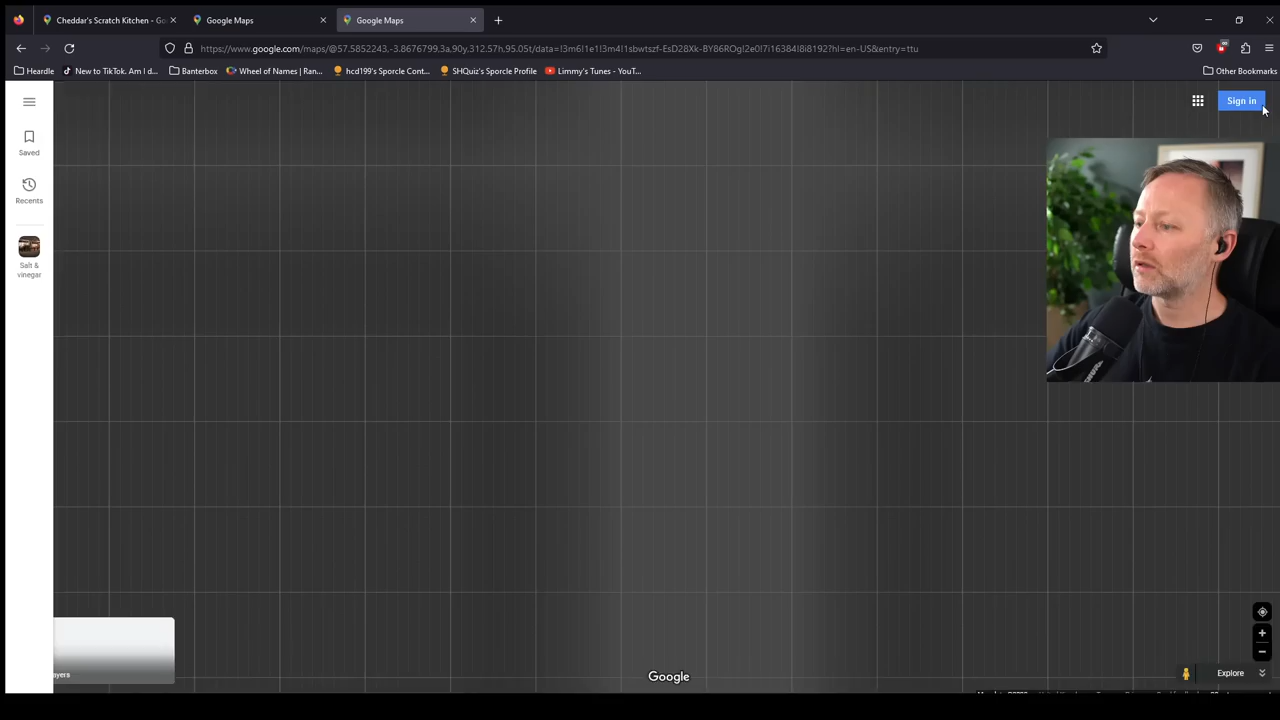 Cheddar's Scratch Kitchen - Go
Google Maps
Google Maps
https://www.google.com/maps/@57.5852243,-3.8676799,3a,90y,312.57h,95.05t/data=!3m6!1e1!3m4!1sbwtszf-EsD28Xk-BY86ROg!2e0!7i16384!8i8192?hl=en-US&entry=ttu
Heardle
New to TikTok. Am I d...
Banterbox
Wheel of Names | Ran...
hcd199's Sporcle Cont...
SHQuiz's Sporcle Profile
Limmy's Tunes - YouT...
Other Bookmarks
Sign in
Saved
Recents
Salt &
vinegar
ayers
Google
Explore